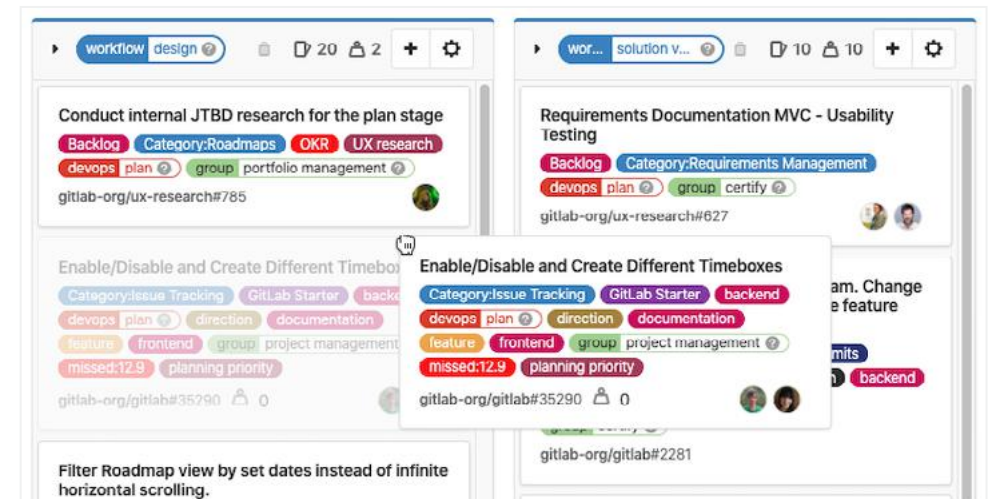 workflow design 20 2
Conduct internal JTBD research for the plan stage
Backlog Category:Roadmaps OKR UX research
devops plan group portfolio management
gitlab-org/ux-research#785
Enable/Disable and Create Different Timebo
Category:Issue Tracking GitLab Starter backe
devops plan direction documentation
feature frontend group project management
missed:12.9 planning priority
gitlab-org/gitlab#35290 0
Filter Roadmap view by set dates instead of infinite
horizontal scrolling.
wor... solution v... 10 10
Requirements Documentation MVC - Usability
Testing
Backlog Category:Requirements Management
devops plan group certify
gitlab-org/ux-research#627
Enable/Disable and Create Different Timeboxes
Category:Issue Tracking GitLab Starter backend
devops plan direction documentation
feature frontend group project management
missed:12.9 planning priority
gitlab-org/gitlab#35290 0
am. Change
e feature
mits
backend
gitlab-org/gitlab#2281